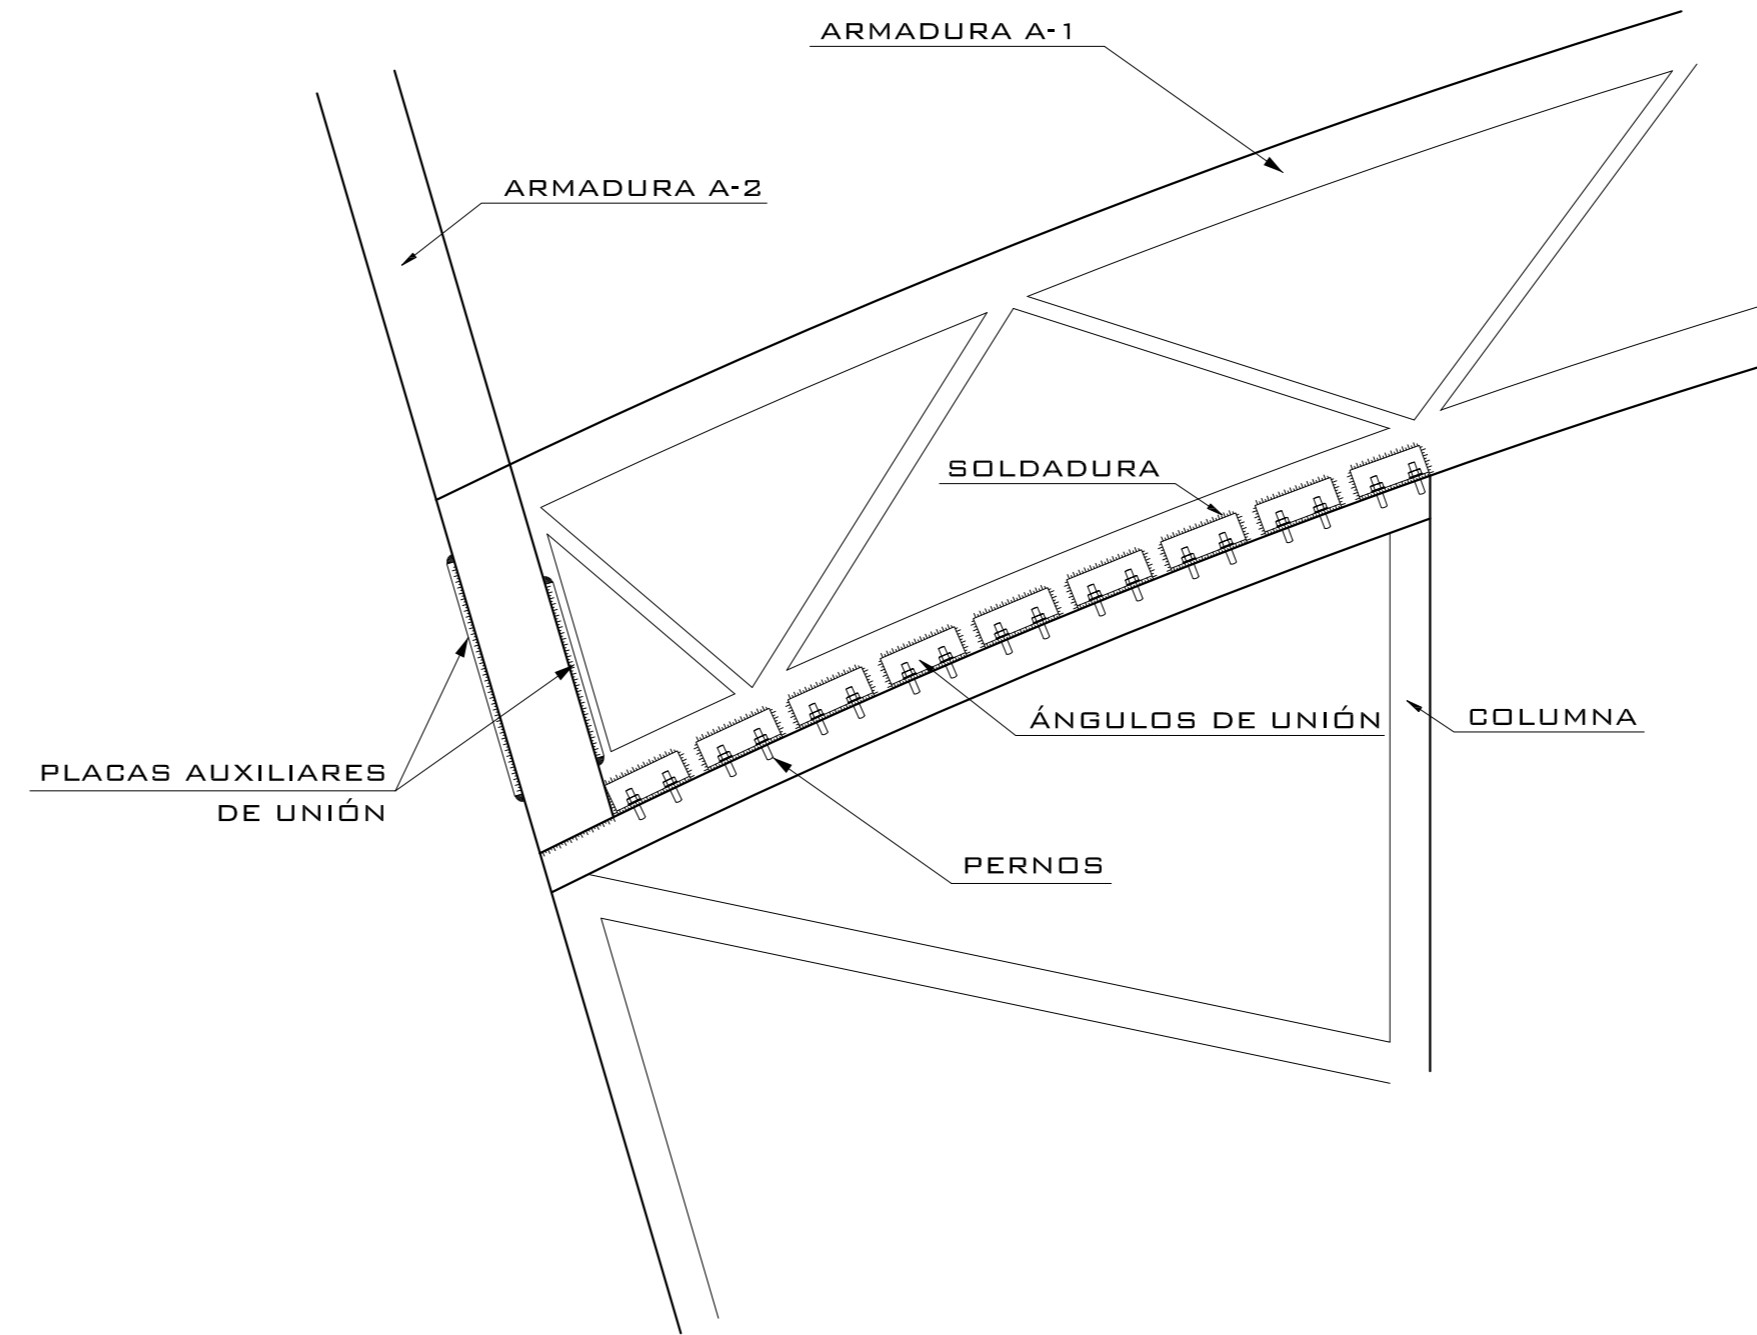 ARMADURA A-1
ARMADURA A-2
SOLDADURA
ÁNGULOS DE UNIÓN
COLUMNA
PLACAS AUXILIARES
DE UNIÓN
PERNOS